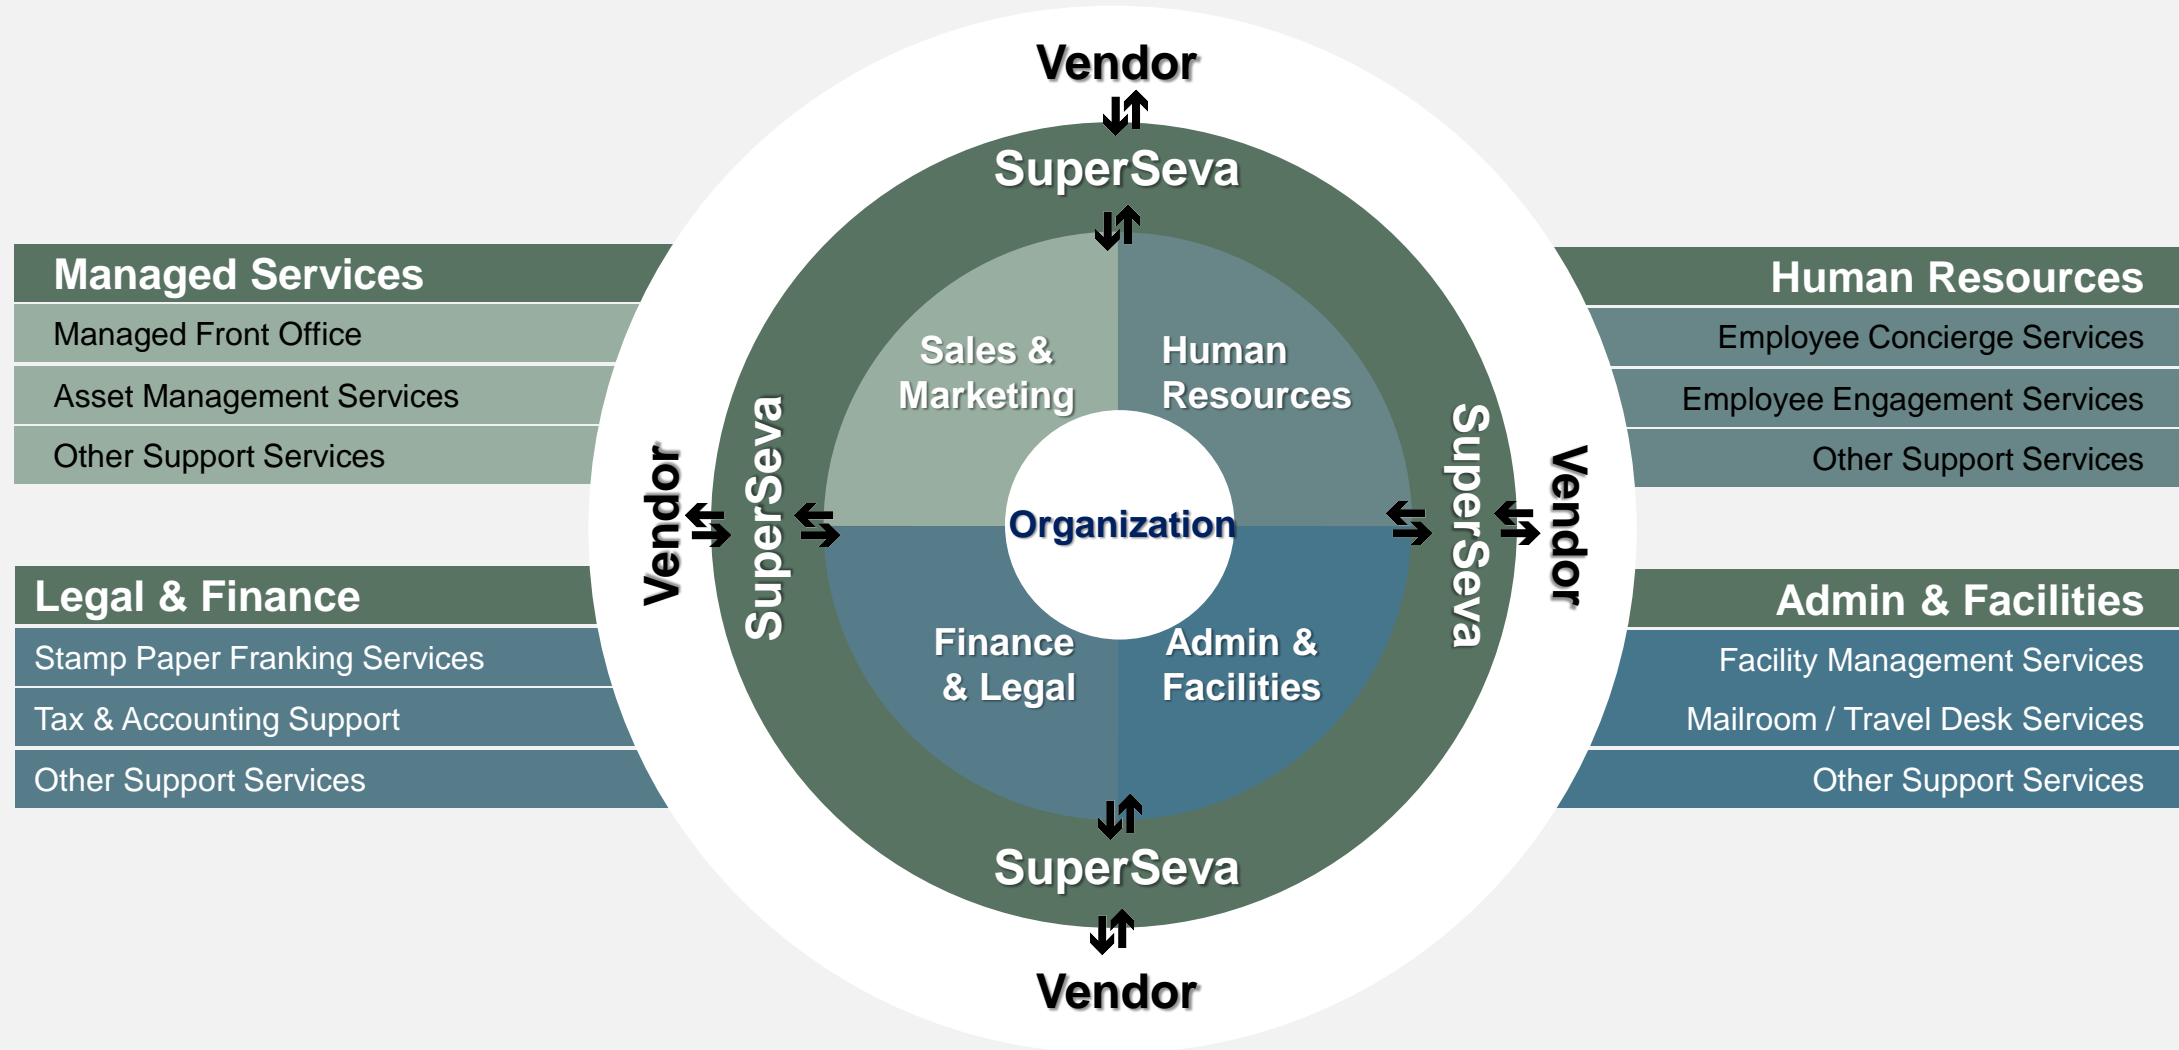 Vendor
SuperSeva
Managed Services
Managed Front Office
Asset Management Services
Other Support Services
Legal & Finance
Stamp Paper Franking Services
Tax & Accounting Support
Other Support Services
Vendor
SuperSeva
Sales &
Marketing
Human
Resources
Organization
Finance
& Legal
Admin &
Facilities
SuperSeva
Vendor
Human Resources
Employee Concierge Services
Employee Engagement Services
Other Support Services
Admin & Facilities
Facility Management Services
Mailroom / Travel Desk Services
Other Support Services
SuperSeva
Vendor